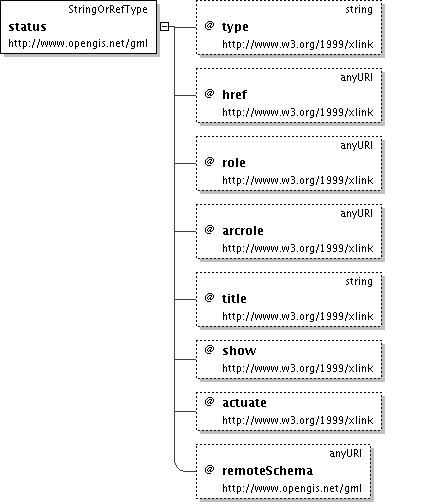 StringOrRefType
status
http://www.opengis.net/gml
string
@ type
http://www.w3.org/1999/xlink
anyURI
@ href
http://www.w3.org/1999/xlink
anyURI
@ role
http://www.w3.org/1999/xlink
anyURI
@ arcrole
http://www.w3.org/1999/xlink
string
@ title
http://www.w3.org/1999/xlink
@ show
http://www.w3.org/1999/xlink
@ actuate
http://www.w3.org/1999/xlink
anyURI
@ remoteSchema
http://www.opengis.net/gml